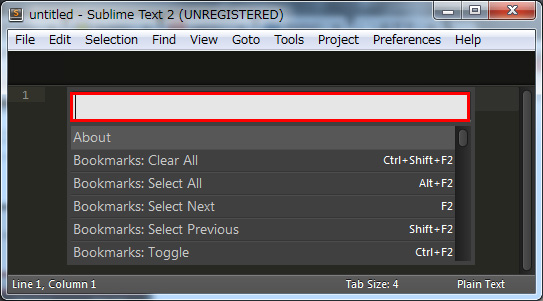 untitled - Sublime Text 2 (UNREGISTERED)
File Edit Selection Find View Goto Tools Project Preferences Help
1
About
Bookmarks: Clear All Ctrl+Shift+F2
Bookmarks: Select All Alt+F2
Bookmarks: Select Next F2
Bookmarks: Select Previous Shift+F2
Bookmarks: Toggle Ctrl+F2
Line 1, Column 1 Tab Size: 4 Plain Text